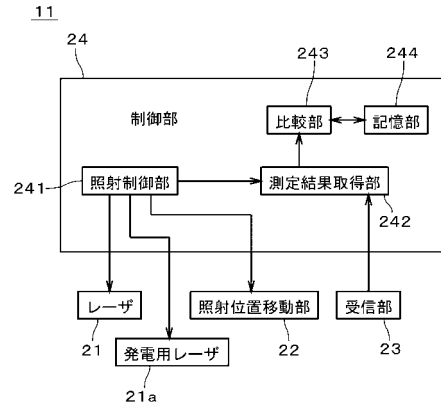 11
24
243
244
制御部
比較部
記憶部
241
照射制御部
測定結果取得部
242
レーザ
照射位置移動部
受信部
21
発電用レーザ
22
23
21a